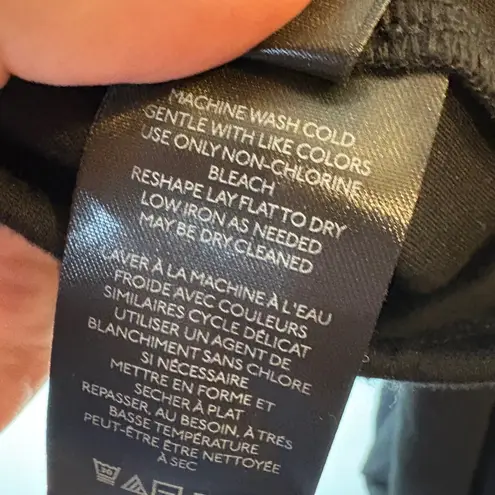 MACHINE WASH COLD
GENTLE WITH LIKE COLORS
USE ONLY NON-CHLORINE
BLEACH
RESHAPE LAY FLAT TO DRY
LOW IRON AS NEEDED
MAY BE DRY CLEANED
LAVER À LA MACHINE À L'EAU
FROIDE AVEC COULEURS
SIMILAIRES CYCLE DÉLICAT
UTILISER UN AGENT DE
BLANCHIMENT SANS CHLORE
SI NÉCESSAIRE
METTRE EN FORME ET
SÉCHER À PLAT
REPASSER, AU BESOIN, À TRÈS
BASSE TEMPÉRATURE
PEUT-ÊTRE ÊTRE NETTOYÉE
À SEC
30